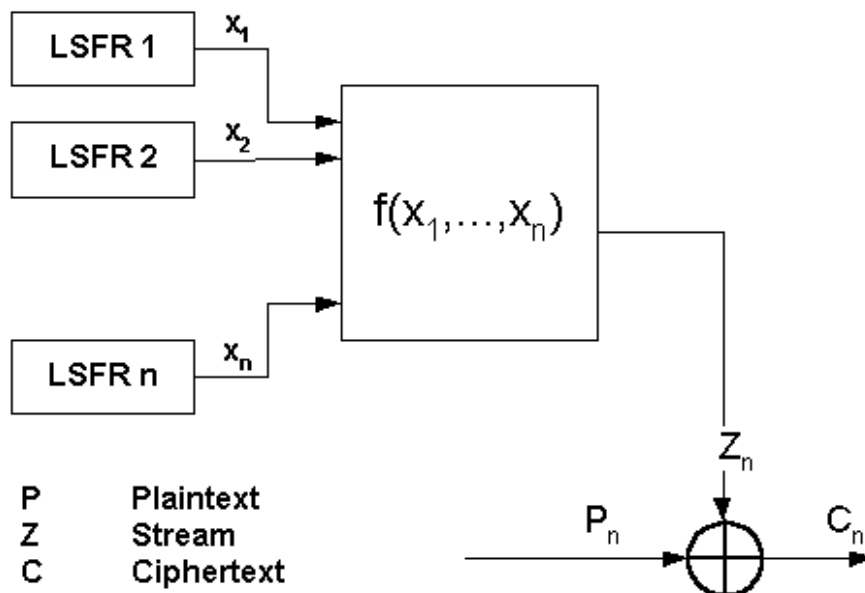 LSFR 1
x1
LSFR 2
x2
f(x1,...,xn)
LSFR n
xn
Zn
P Plaintext
Z Stream
C Ciphertext
Pn
Cn